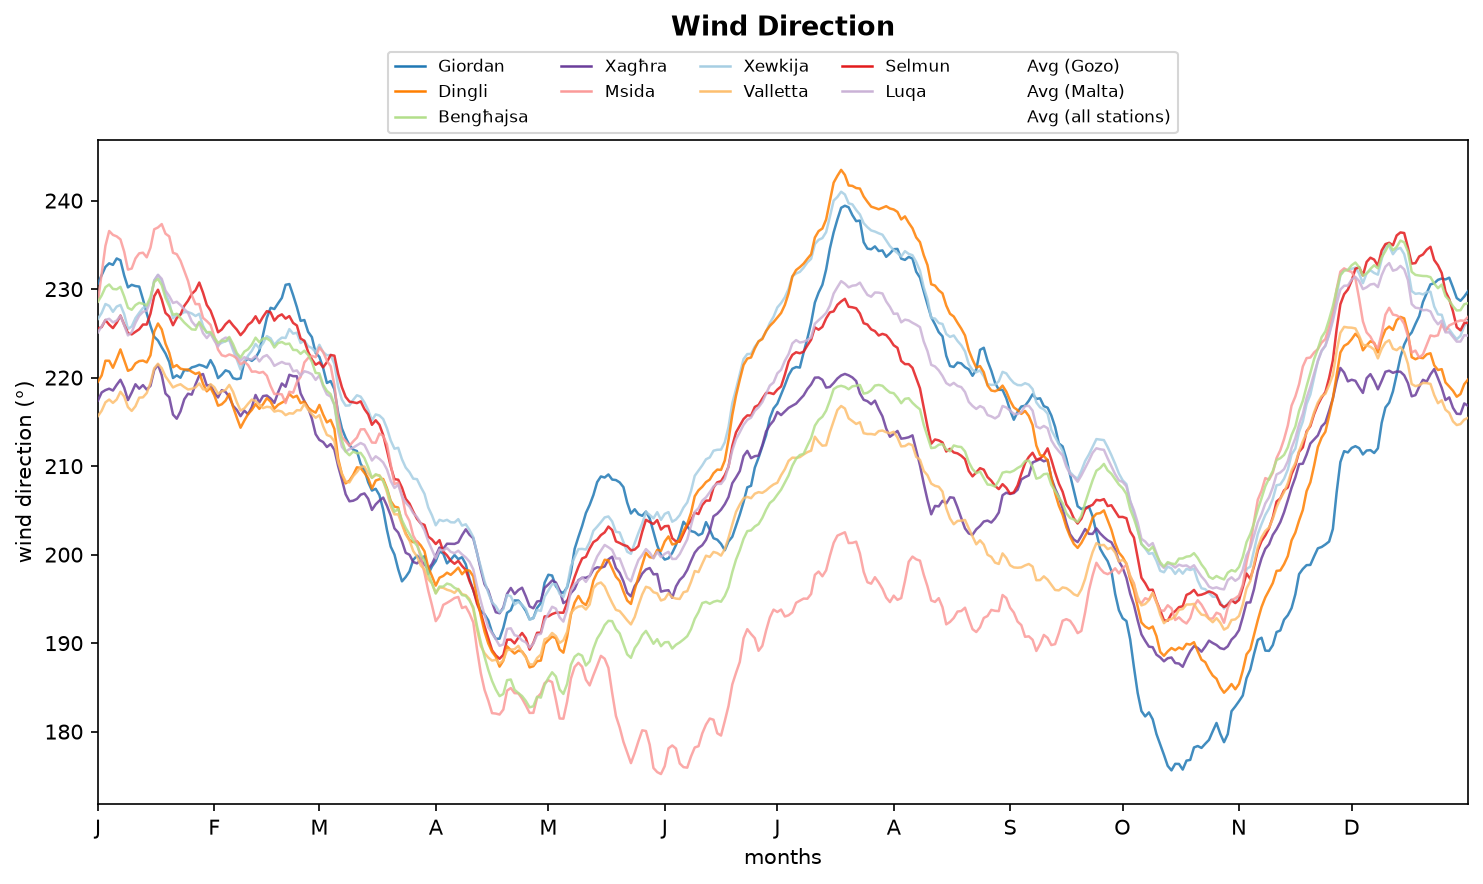 Wind Direction
Giordan Xagħra Xewkija Selmun Avg (Gozo)
Dingli Msida Valletta Luqa Avg (Malta)
Bengħajsa Avg (all stations)
240
230
220
210
200
190
180
wind direction (°)
J F M A M J J A S O N D
months